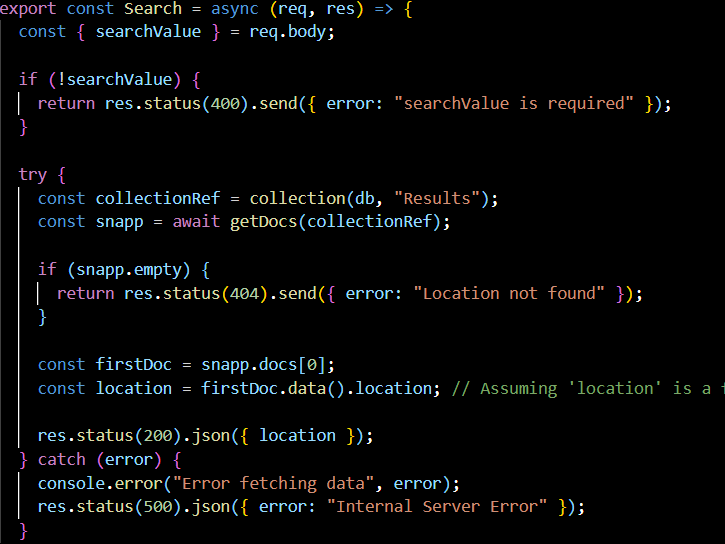 export const Search = async (req, res) => {
const { searchValue } = req.body;
if (!searchValue) {
return res.status(400).send({ error: "searchValue is required" });
}
try {
const collectionRef = collection(db, "Results");
const snapp = await getDocs(collectionRef);
if (snapp.empty) {
return res.status(404).send({ error: "Location not found" });
}
const firstDoc = snapp.docs[0];
const location = firstDoc.data().location; // Assuming 'location' is a
res.status(200).json({ location });
} catch (error) {
console.error("Error fetching data", error);
res.status(500).json({ error: "Internal Server Error" });
}